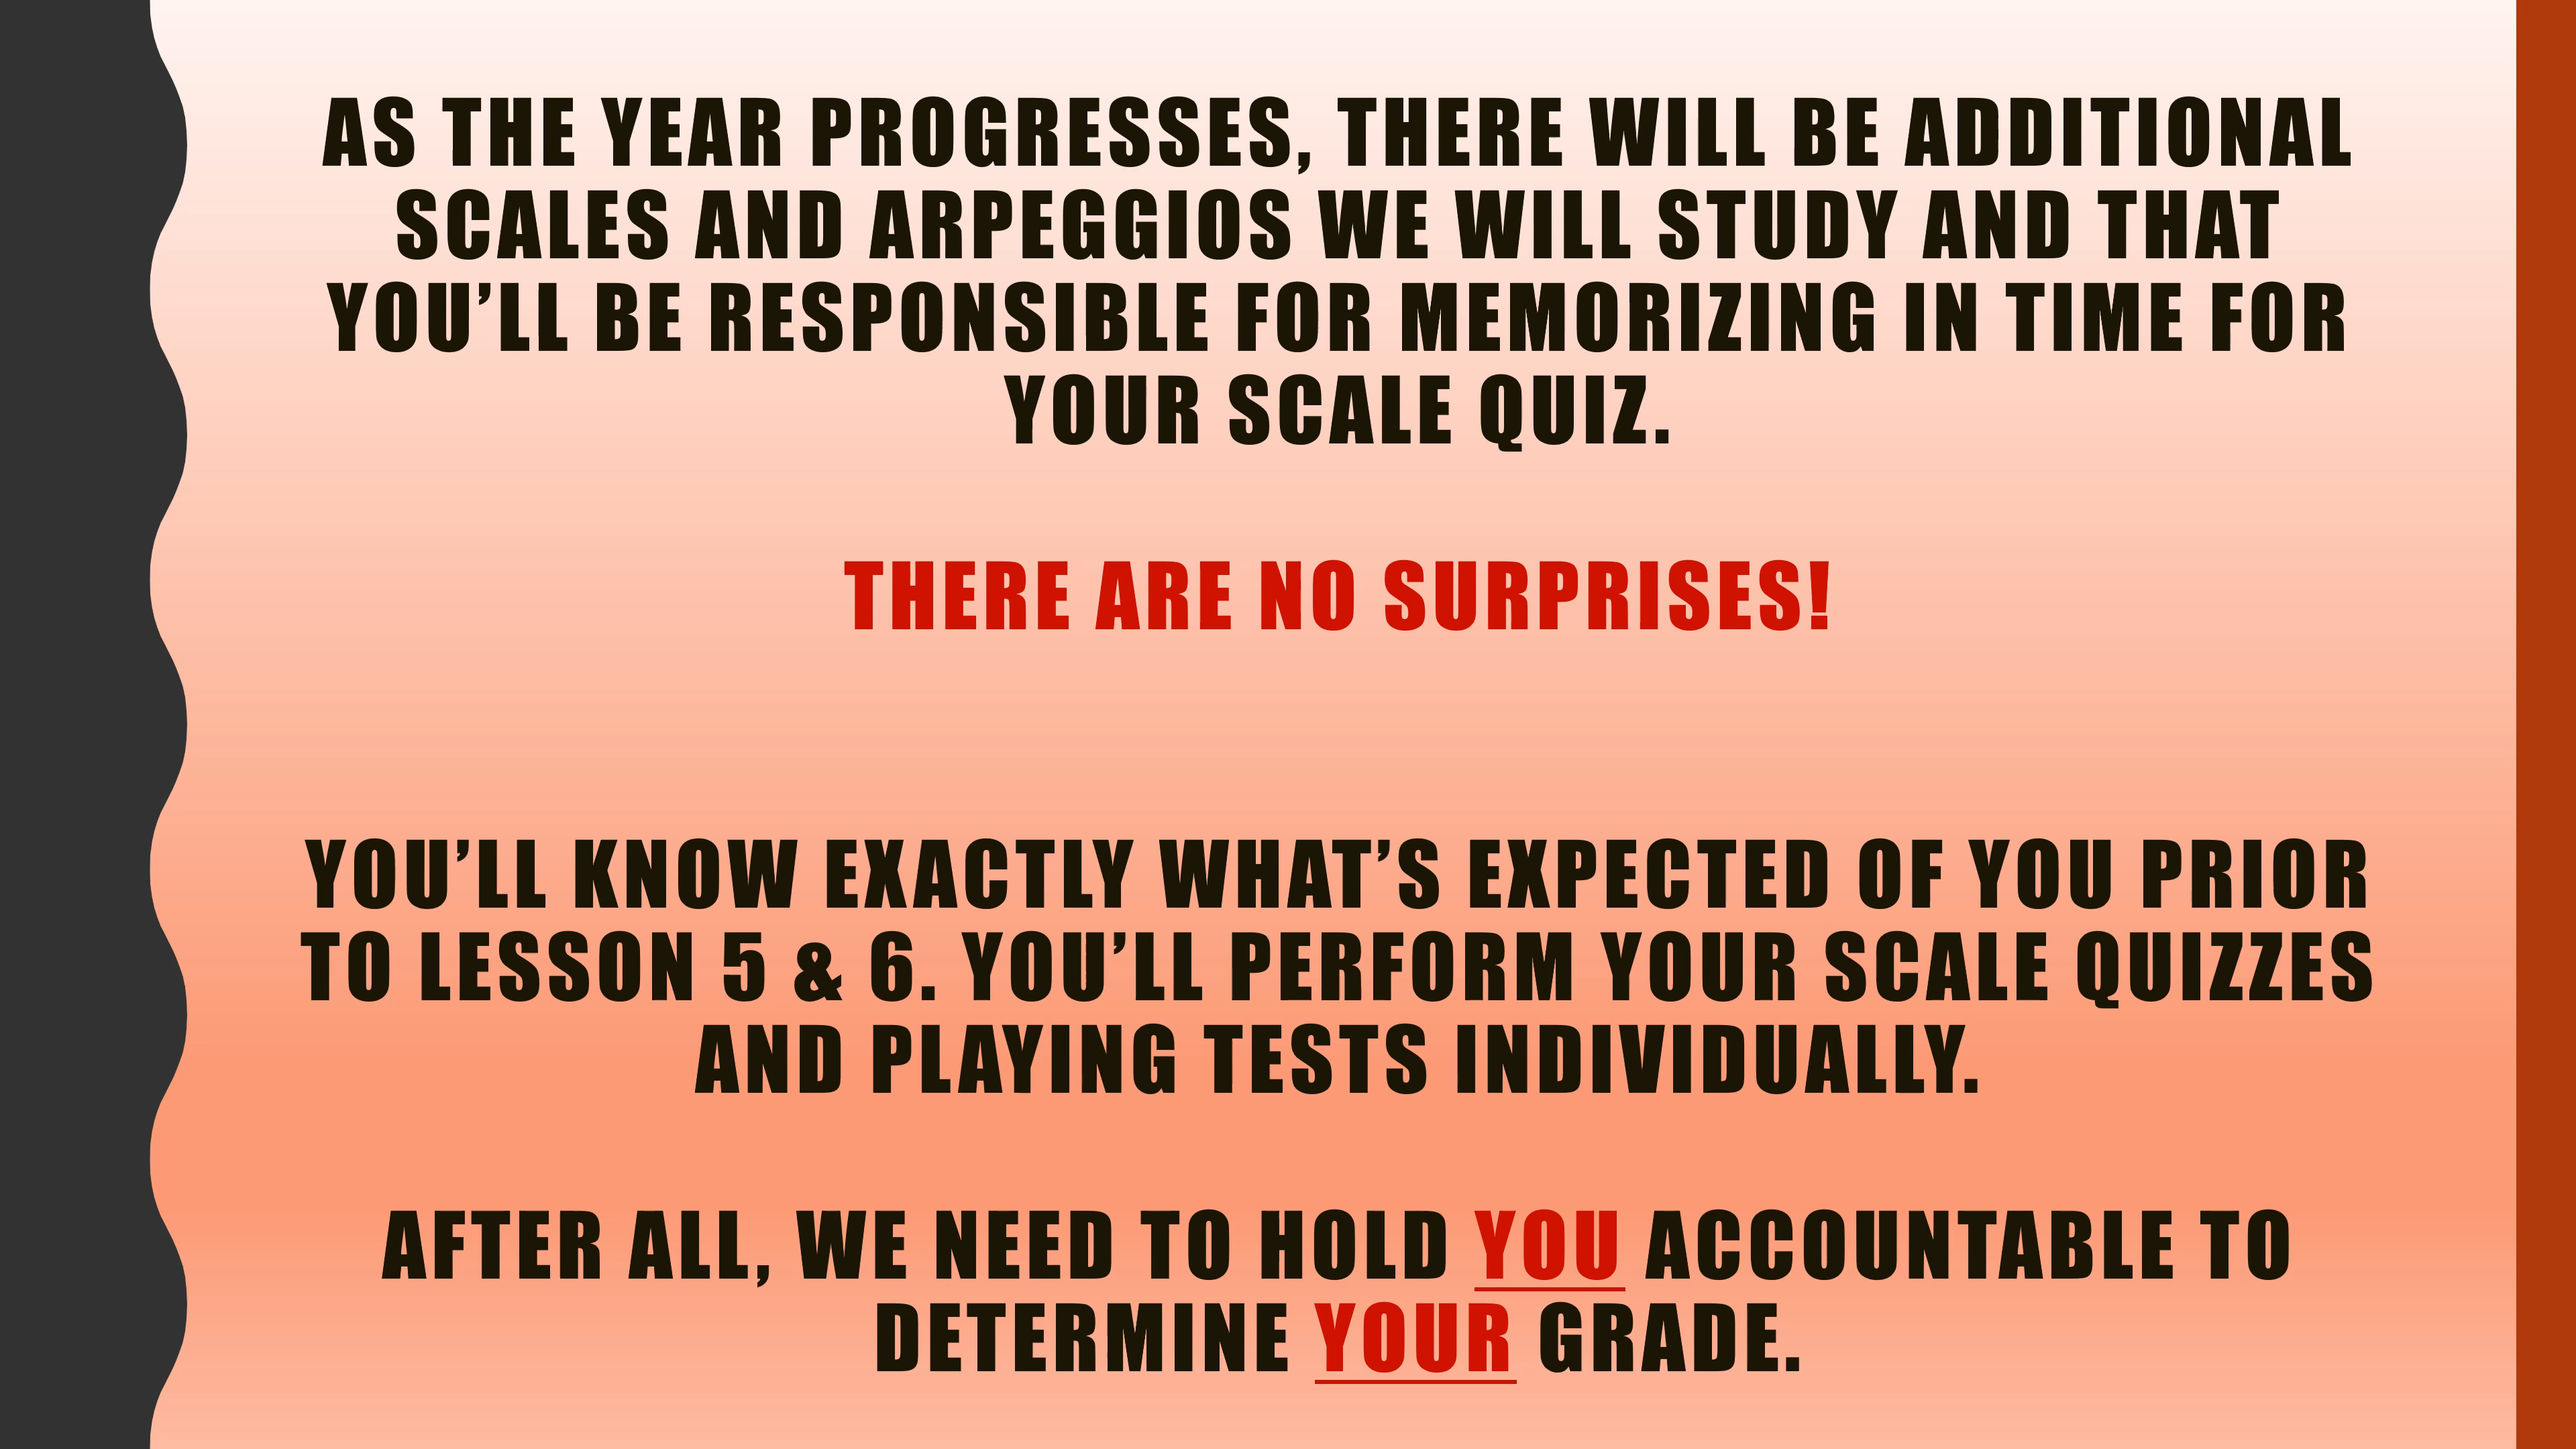 AS THE YEAR PROGRESSES, THERE WILL BE ADDITIONAL
SCALES AND ARPEGGIOS WE WILL STUDY AND THAT
YOU’LL BE RESPONSIBLE FOR MEMORIZING IN TIME FOR
YOUR SCALE QUIZ.
THERE ARE NO SURPRISES!
YOU’LL KNOW EXACTLY WHAT’S EXPECTED OF YOU PRIOR
TO LESSON 5 & 6. YOU’LL PERFORM YOUR SCALE QUIZZES
AND PLAYING TESTS INDIVIDUALLY.
AFTER ALL, WE NEED TO HOLD YOU ACCOUNTABLE TO
DETERMINE YOUR GRADE.